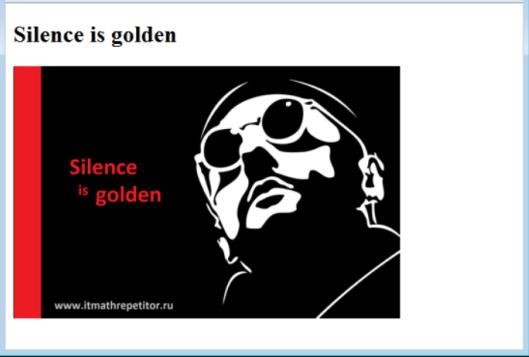 Silence is golden
Silence
is golden
www.itmathrepetitor.ru